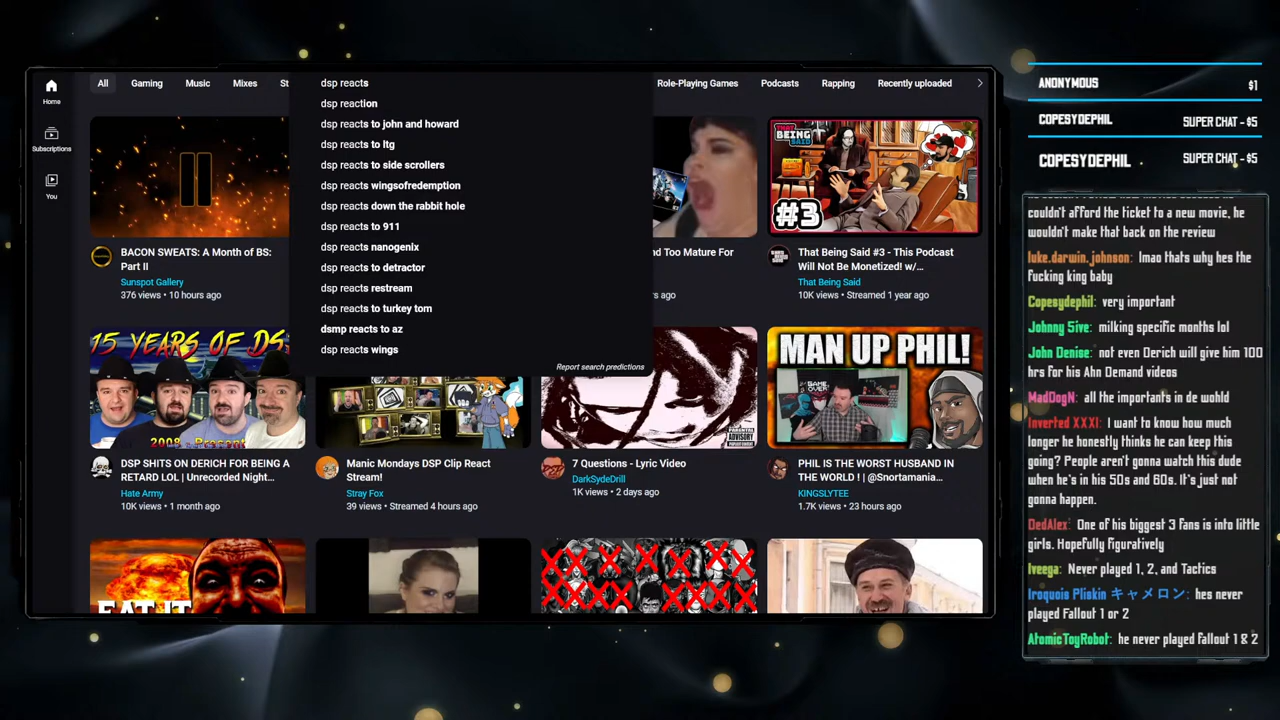 Home
Subscriptions
You
All
Gaming
Music
Mixes
St
Role-Playing Games
Podcasts
Rapping
Recently uploaded
dsp reacts
dsp reaction
dsp reacts to john and howard
dsp reacts to ltg
dsp reacts to side scrollers
dsp reacts wingsofredemption
dsp reacts down the rabbit hole
dsp reacts to 911
dsp reacts nanogenix
dsp reacts to detractor
dsp reacts restream
dsp reacts to turkey tom
dsmp reacts to az
dsp reacts wings
Report search predictions
BACON SWEATS: A Month of BS:
Part II
Sunspot Gallery
376 views • 10 hours ago
nd Too Mature For
rs ago
THAT
BEING
SAID
#3
That Being Said #3 - This Podcast
Will Not Be Monetized! w/…
That Being Said
10K views • Streamed 1 year ago
15 YEARS OF DS
2008 - Present
DSP SHITS ON DERICH FOR BEING A
RETARD LOL | Unrecorded Night…
Hate Army
10K views • 1 month ago
Manic Mondays DSP Clip React
Stream!
Stray Fox
39 views • Streamed 4 hours ago
PARENTAL
ADVISORY
7 Questions - Lyric Video
DarkSydeDrill
1K views • 2 days ago
MAN UP PHIL!
GAME
OVER
PHIL IS THE WORST HUSBAND IN
THE WORLD ! | @Snortamania…
KINGSLYTEE
1.7K views • 23 hours ago
EAT IT
ANONYMOUS
$1
COPESYDEPHIL
SUPER CHAT - $5
COPESYDEPHIL
SUPER CHAT - $5
couldn't afford the ticket to a new movie, he
wouldn't make that back on the review
luke.darwin.johnson: lmao thats why hes the
fucking king baby
Copesydephil: very important
Johnny 5ive: milking specific months lol
John Denise: not even Derich will give him 100
hrs for his Ahn Demand videos
MadDogN: all the importants in de wohld
Inverted XXXI: I want to know how much
longer he honestly thinks he can keep this
going? People aren't gonna watch this dude
when he's in his 50s and 60s. It's just not
gonna happen.
DedAlex: One of his biggest 3 fans is into little
girls. Hopefully figuratively
Iveega: Never played 1, 2, and Tactics
Iroquois Pliskin キャメロン: hes never
played Fallout 1 or 2
AtomicToyRobot: he never played Fallout 1 & 2